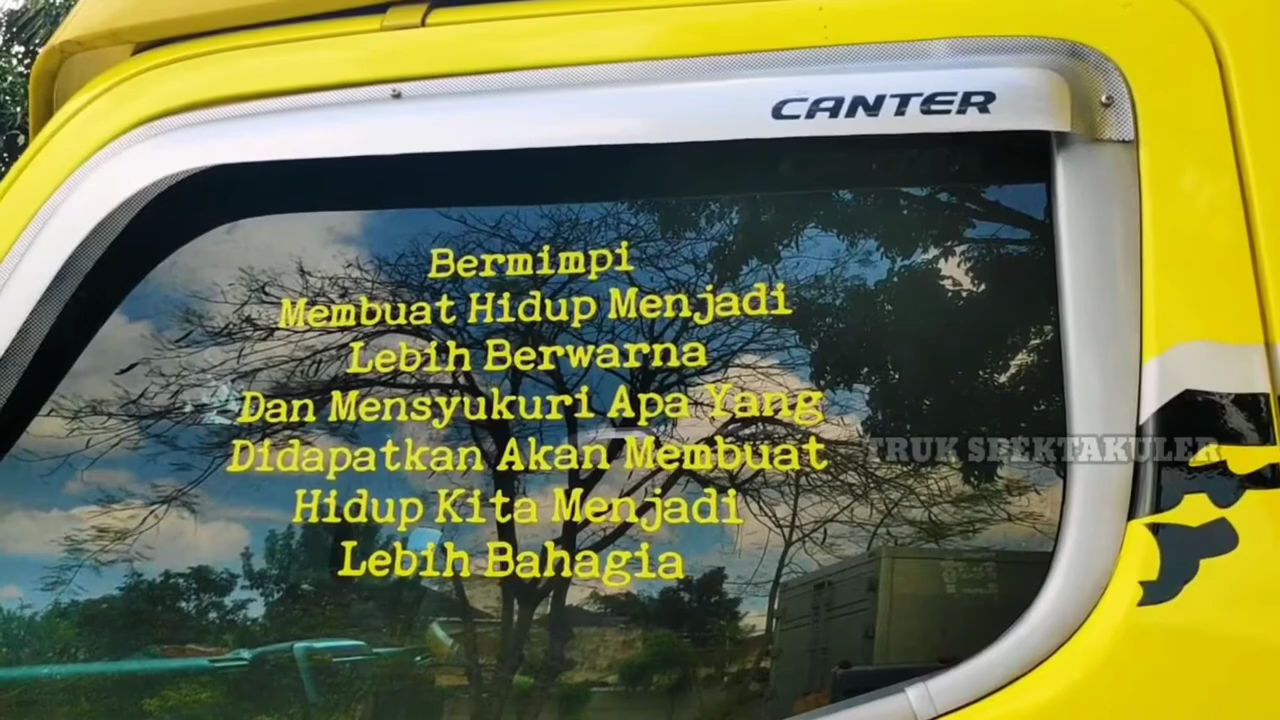 CANTER
Bermimpi
Membuat Hidup Menjadi
Lebih Berwarna
Dan Mensyukuri Apa Yang
Didapatkan Akan Membuat
Hidup Kita Menjadi
Lebih Bahagia
TRUK SPEKTAKULER